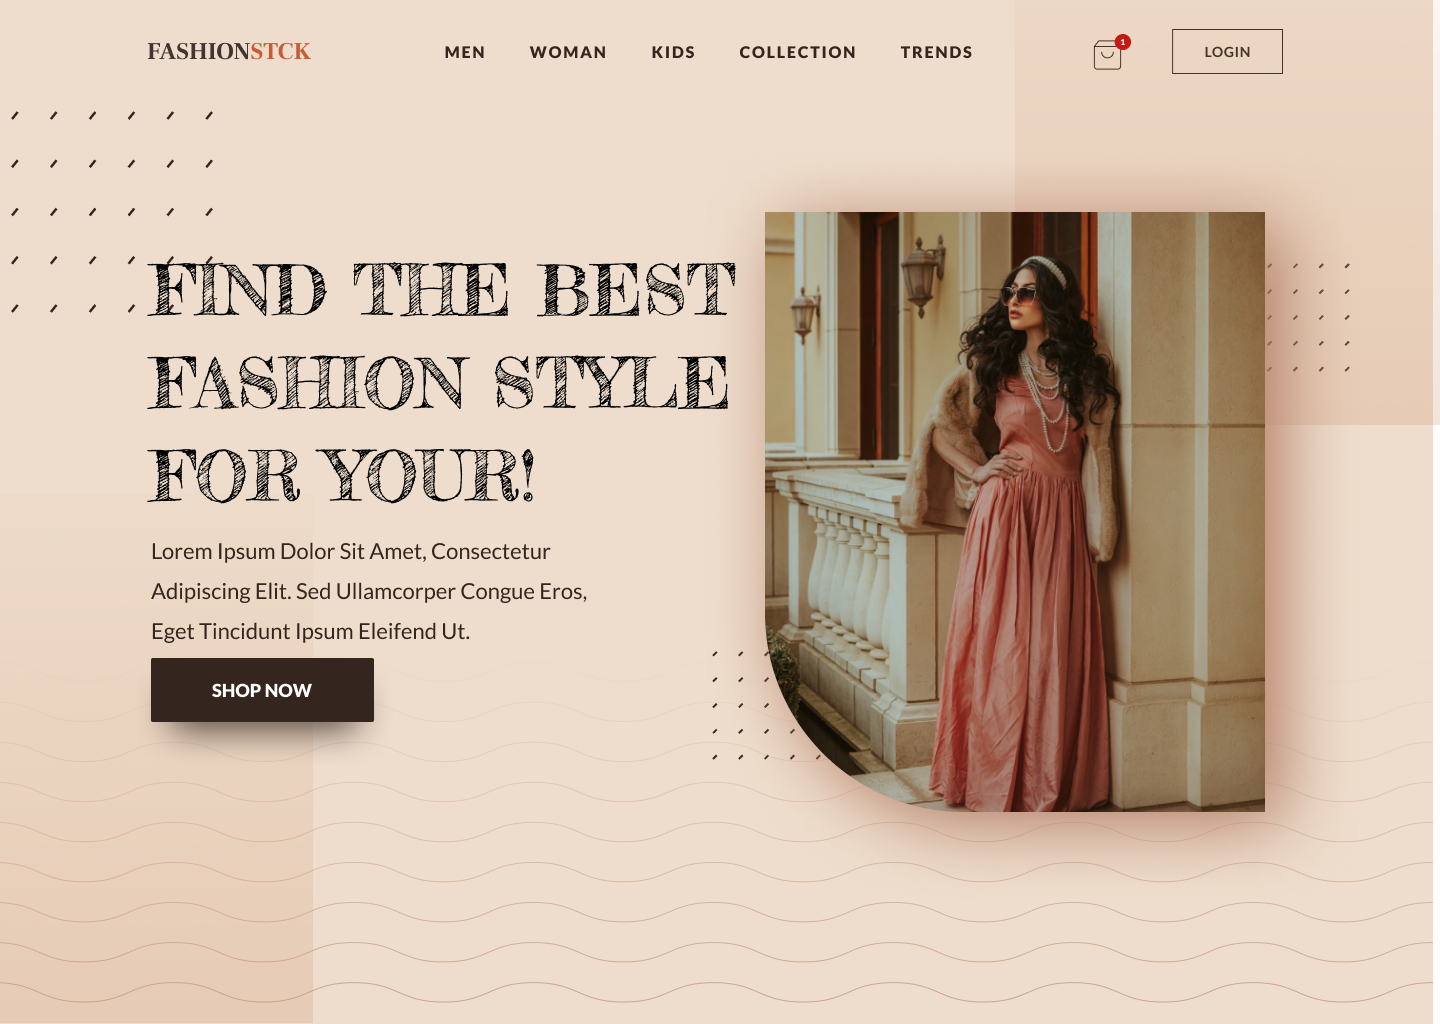 FASHIONSTCK
MEN WOMAN KIDS COLLECTION TRENDS
1
LOGIN
FIND THE BEST
FASHION STYLE
FOR YOUR!
Lorem Ipsum Dolor Sit Amet, Consectetur
Adipiscing Elit. Sed Ullamcorper Congue Eros,
Eget Tincidunt Ipsum Eleifend Ut.
SHOP NOW